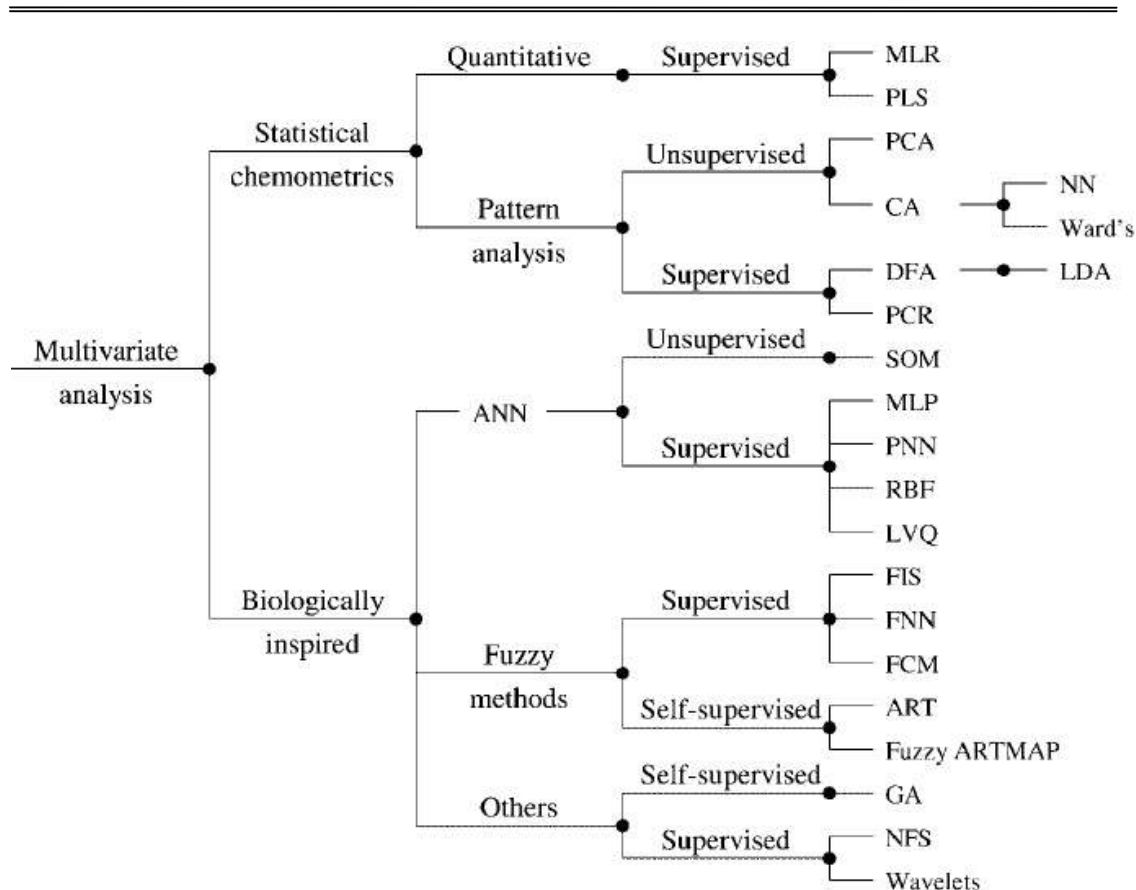 Quantitative
Supervised
MLR
PLS
Statistical
chemometrics
Unsupervised
PCA
CA
NN
Ward's
Pattern
analysis
Supervised
DFA
LDA
PCR
Multivariate
analysis
Unsupervised
SOM
ANN
Supervised
MLP
PNN
RBF
LVQ
Biologically
inspired
Supervised
FIS
FNN
FCM
Fuzzy
methods
Self-supervised
ART
Fuzzy ARTMAP
Others
Self-supervised
GA
Supervised
NFS
Wavelets